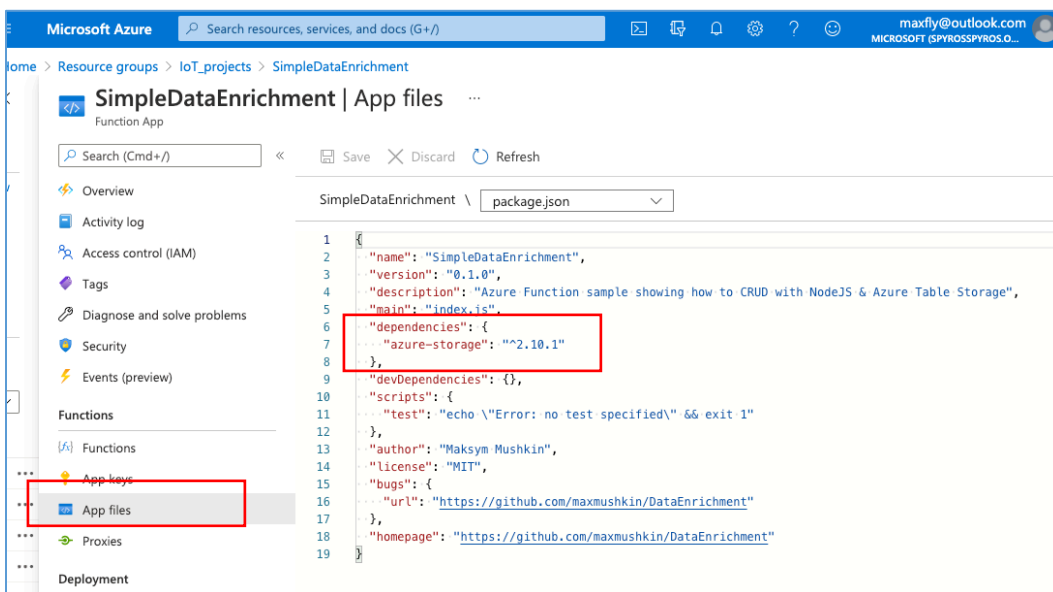 Microsoft Azure
Search resources, services, and docs (G+/)
maxfly@outlook.com
MICROSOFT (SPYROSSPYROS.O...
Home > Resource groups > IoT_projects > SimpleDataEnrichment
SimpleDataEnrichment | App files ...
Function App
Search (Cmd+/)
«
Save Discard Refresh
Overview
Activity log
Access control (IAM)
Tags
Diagnose and solve problems
Security
Events (preview)
Functions
Functions
App keys
App files
Proxies
Deployment
SimpleDataEnrichment \ package.json
1 {
2 "name": "SimpleDataEnrichment",
3 "version": "0.1.0",
4 "description": "Azure Function sample showing how to CRUD with NodeJS & Azure Table Storage",
5 "main": "index.js",
6 "dependencies": {
7 "azure-storage": "^2.10.1"
8 },
9 "devDependencies": {},
10 "scripts": {
11 "test": "echo \"Error: no test specified\" && exit 1"
12 },
13 "author": "Maksym Mushkin",
14 "license": "MIT",
15 "bugs": {
16 "url": "https://github.com/maxmushkin/DataEnrichment"
17 },
18 "homepage": "https://github.com/maxmushkin/DataEnrichment"
19 }